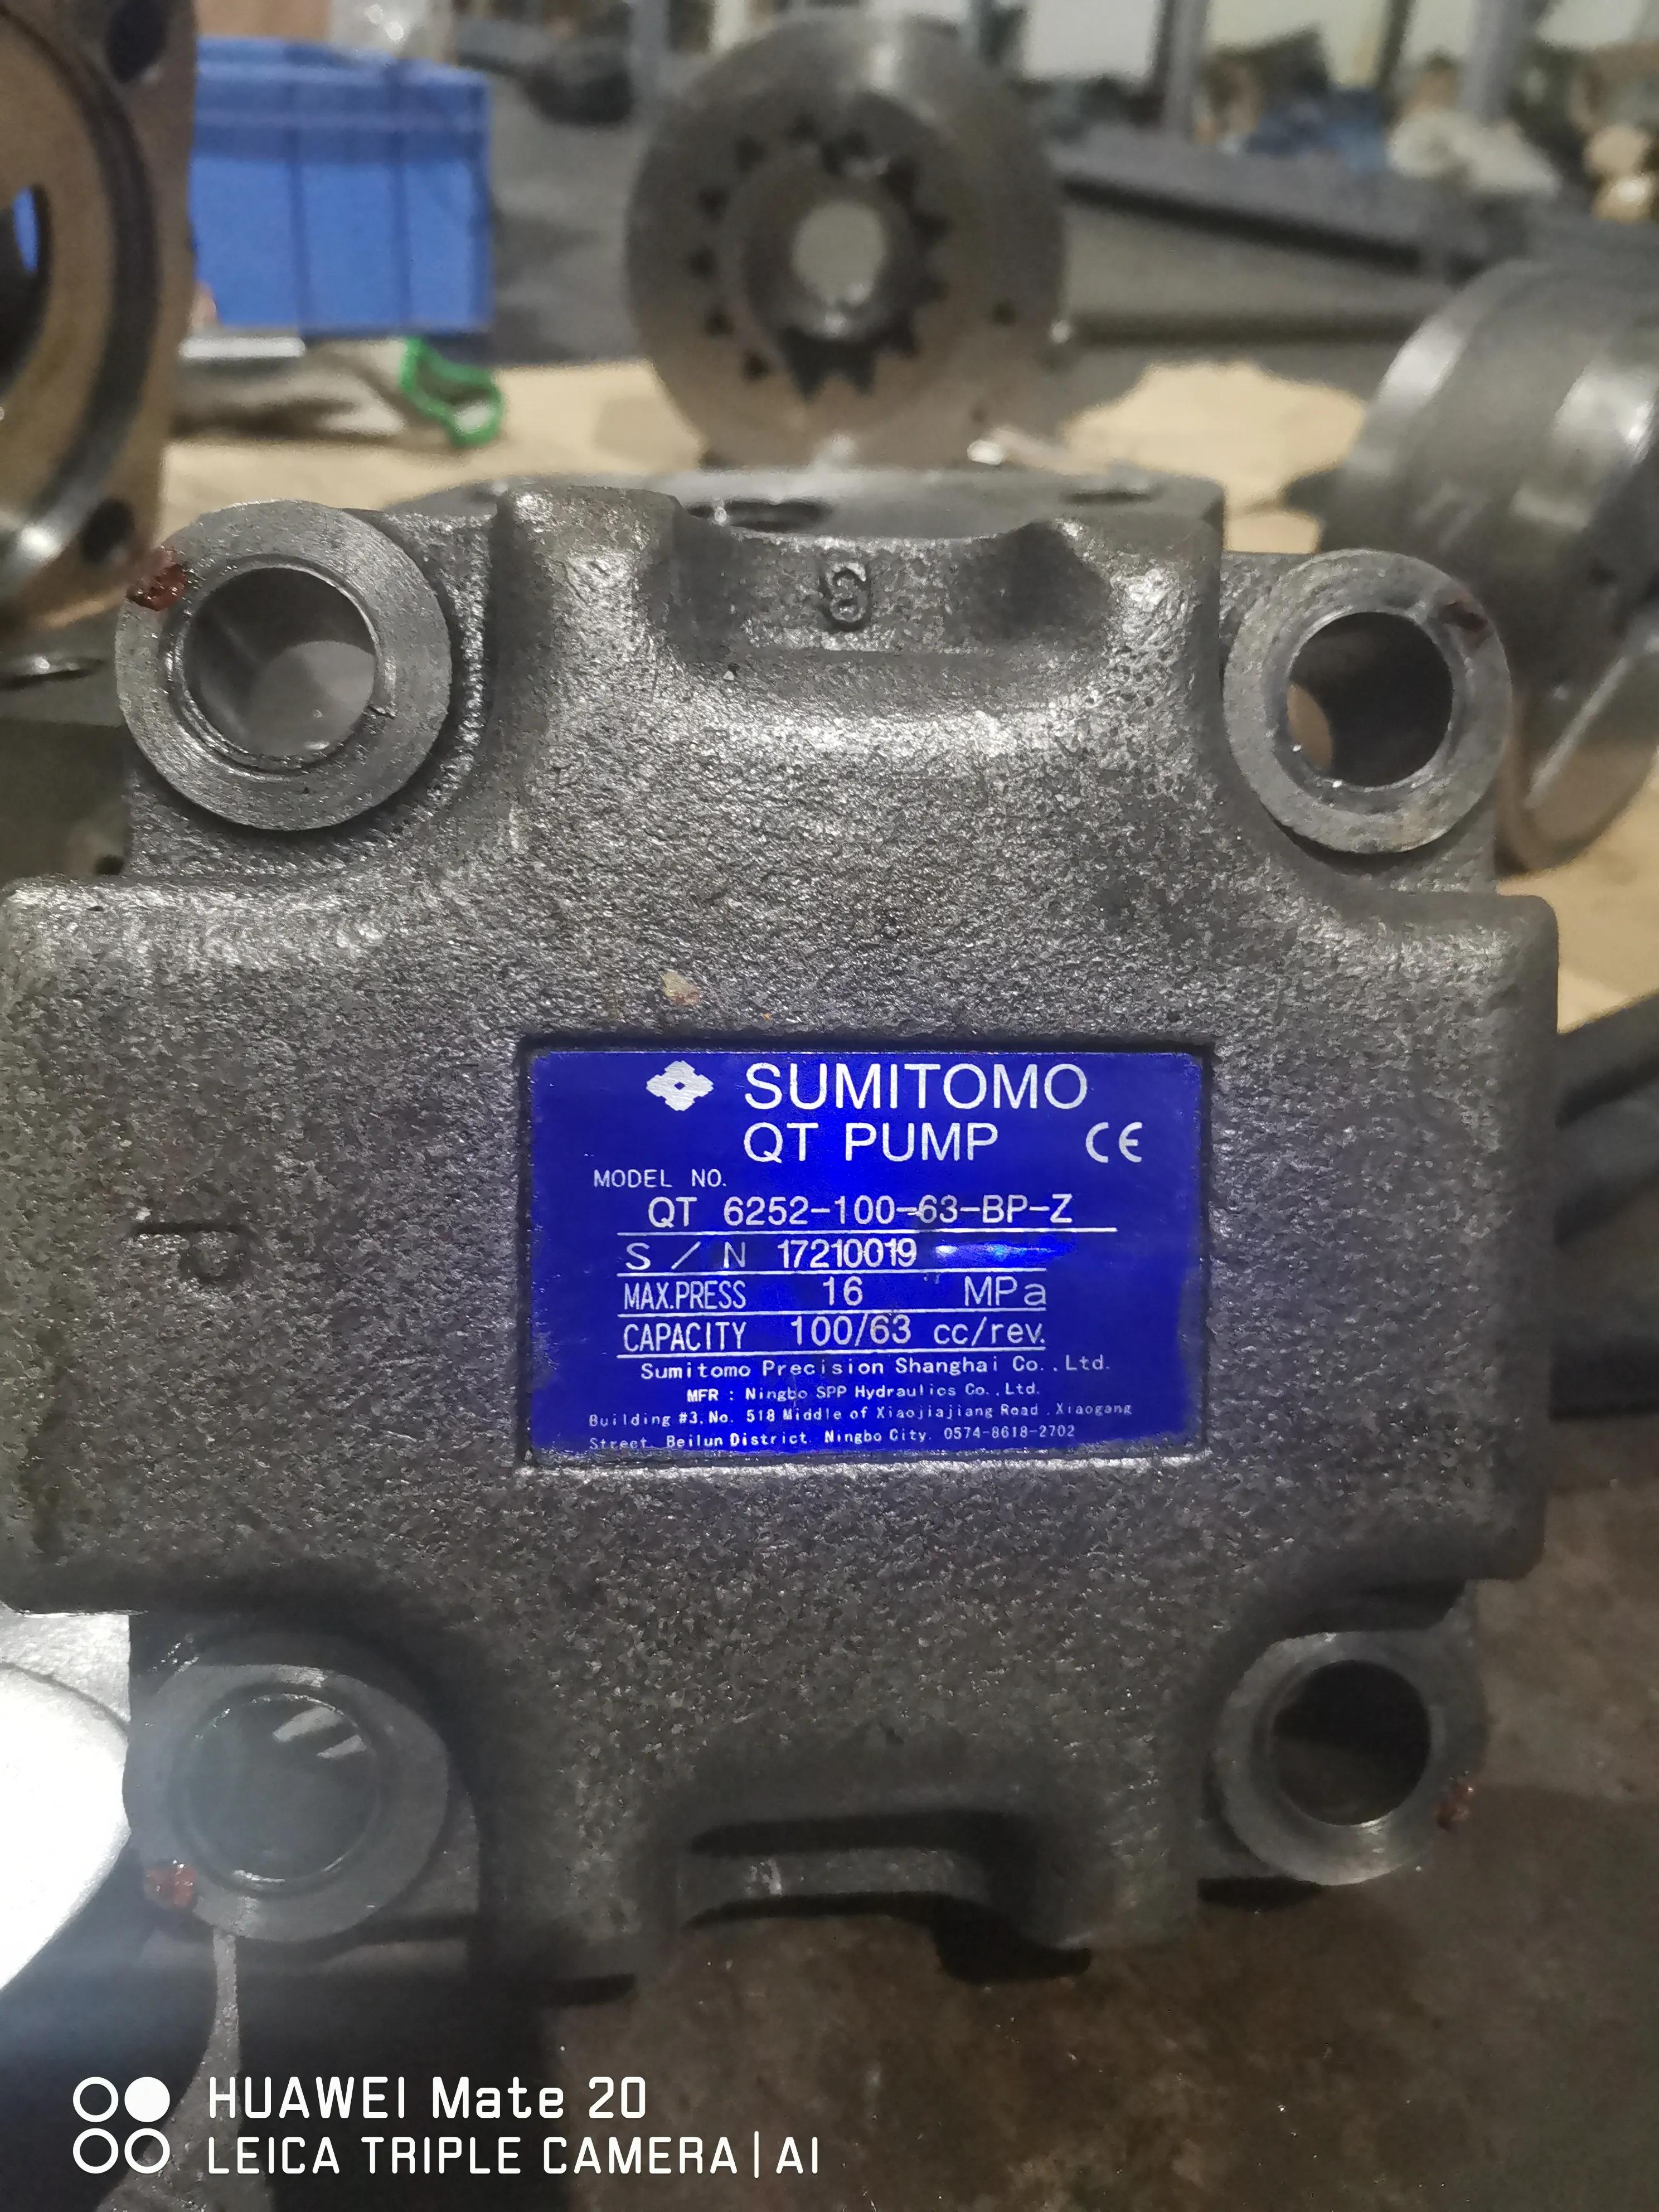 6
SUMITOMO
QT PUMP CE
MODEL NO.
QT 6252-100-63-BP-Z
S / N 17210019
MAX.PRESS 16 MPa
CAPACITY 100/63 cc/rev.
Sumitomo Precision Shanghai Co.,Ltd.
MFR : Ningbo SPP Hydraulics Co.,Ltd.
Building #3,No. 518 Middle of Xiaojiajiang Road .Xiaogang
Street Beilun District Ningbo City. 0574-8618-2702
P
HUAWEI Mate 20
LEICA TRIPLE CAMERA | AI